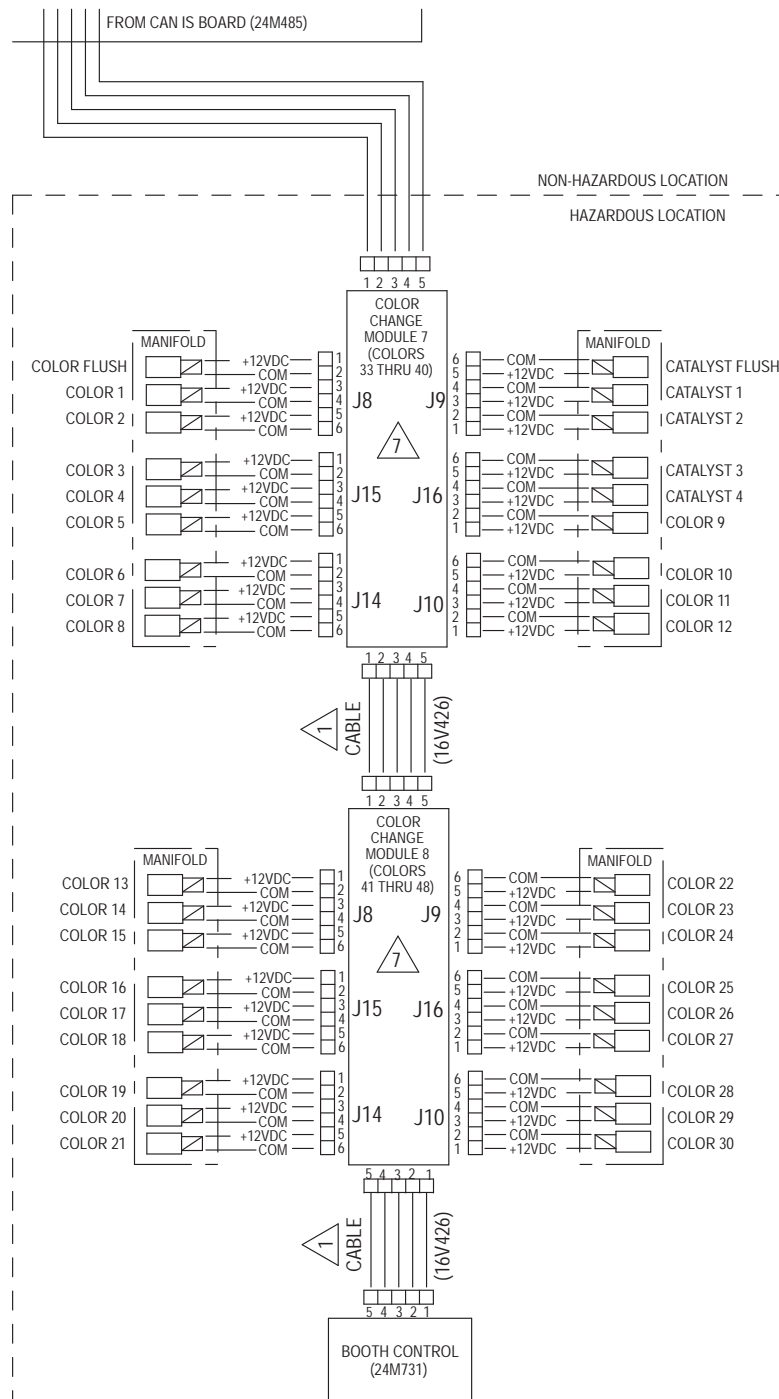 FROM CAN IS BOARD (24M485)
NON-HAZARDOUS LOCATION
HAZARDOUS LOCATION
1 2 3 4 5
COLOR
CHANGE
MODULE 7
(COLORS
33 THRU 40)
MANIFOLD
MANIFOLD
COLOR FLUSH +12VDC 1 6 COM CATALYST FLUSH
COM 2 5 +12VDC
COLOR 1 +12VDC 3 4 COM CATALYST 1
COM 4 J8 J9 3 +12VDC
COLOR 2 +12VDC 5 2 COM CATALYST 2
COM 6 1 +12VDC
7
COLOR 3 +12VDC 1 6 COM CATALYST 3
COM 2 5 +12VDC
COLOR 4 +12VDC 3 J15 J16 4 COM CATALYST 4
COM 4 3 +12VDC
COLOR 5 +12VDC 5 2 COM COLOR 9
COM 6 1 +12VDC
COLOR 6 +12VDC 1 6 COM COLOR 10
COM 2 5 +12VDC
COLOR 7 +12VDC 3 4 COM COLOR 11
COM 4 J14 J10 3 +12VDC
COLOR 8 +12VDC 5 2 COM COLOR 12
COM 6 1 +12VDC
1 2 3 4 5
1 CABLE (16V426)
1 2 3 4 5
COLOR
CHANGE
MODULE 8
(COLORS
41 THRU 48)
MANIFOLD
MANIFOLD
COLOR 13 +12VDC 1 6 COM COLOR 22
COM 2 5 +12VDC
COLOR 14 +12VDC 3 4 COM COLOR 23
COM 4 J8 J9 3 +12VDC
COLOR 15 +12VDC 5 2 COM COLOR 24
COM 6 1 +12VDC
7
COLOR 16 +12VDC 1 6 COM COLOR 25
COM 2 5 +12VDC
COLOR 17 +12VDC 3 J15 J16 4 COM COLOR 26
COM 4 3 +12VDC
COLOR 18 +12VDC 5 2 COM COLOR 27
COM 6 1 +12VDC
COLOR 19 +12VDC 1 6 COM COLOR 28
COM 2 5 +12VDC
COLOR 20 +12VDC 3 4 COM COLOR 29
COM 4 J14 J10 3 +12VDC
COLOR 21 +12VDC 5 2 COM COLOR 30
COM 6 1 +12VDC
5 4 3 2 1
1 CABLE (16V426)
5 4 3 2 1
BOOTH CONTROL
(24M731)